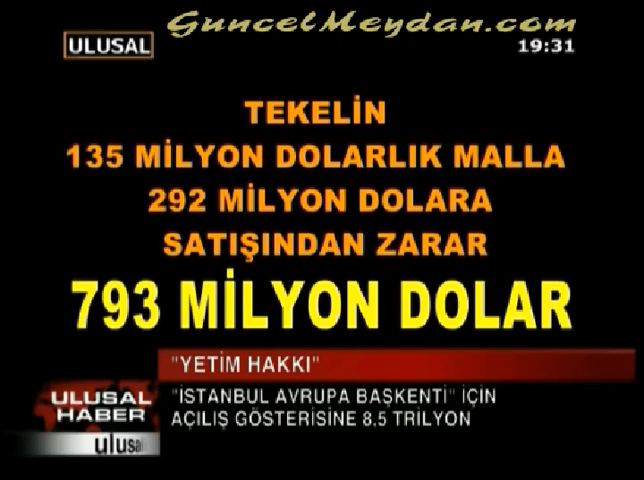 GuncelMeydan.com
ULUSAL
19:31
TEKELİN
135 MİLYON DOLARLIK MALLA
292 MİLYON DOLARA
SATIŞINDAN ZARAR
793 MİLYON DOLAR
"YETİM HAKKI"
ULUSAL
HABER
ulusal
"İSTANBUL AVRUPA BAŞKENTİ" İÇİN
AÇILIŞ GÖSTERİSİNE 8,5 TRİLYON